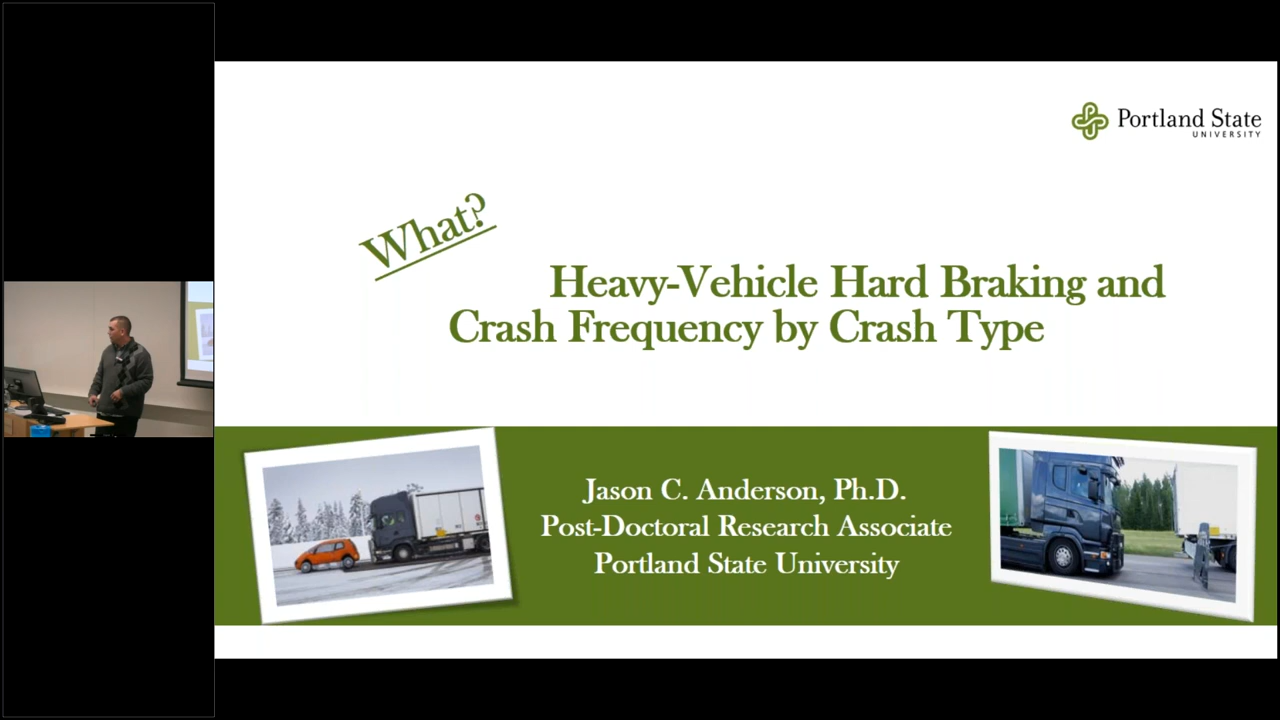 Portland State
UNIVERSITY
What?
Heavy-Vehicle Hard Braking and
Crash Frequency by Crash Type
Jason C. Anderson, Ph.D.
Post-Doctoral Research Associate
Portland State University